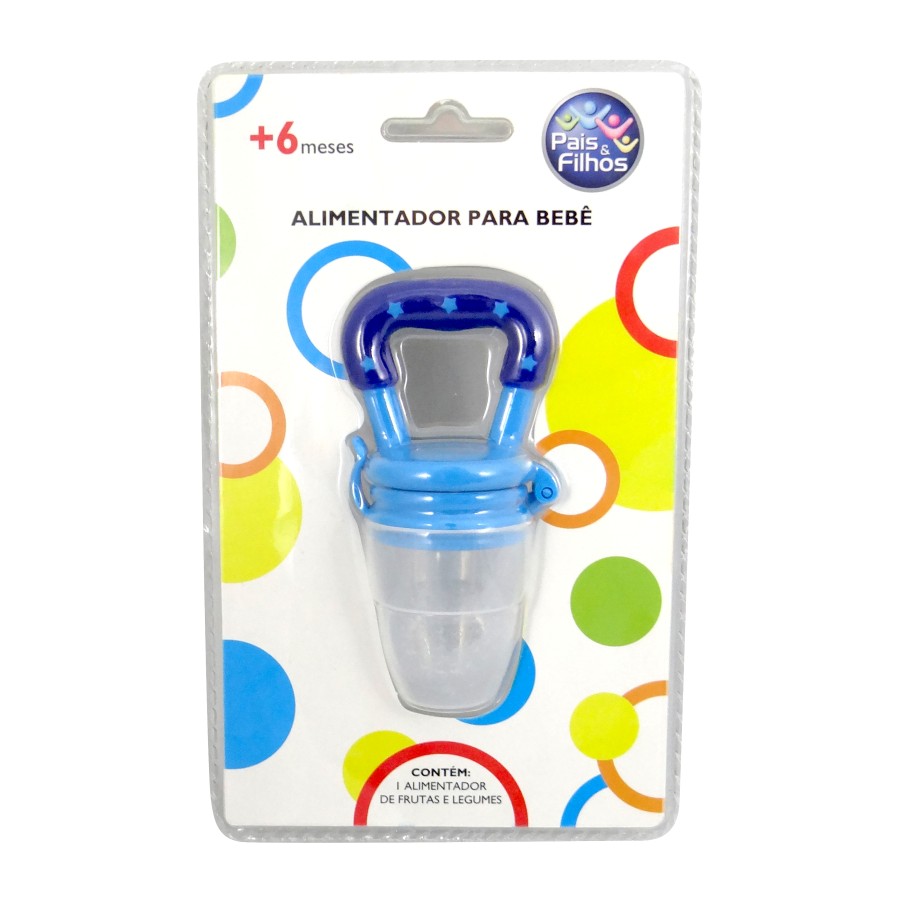 +6 meses
Pais &
Filhos
ALIMENTADOR PARA BEBÊ
CONTÉM:
1 ALIMENTADOR
DE FRUTAS E LEGUMES